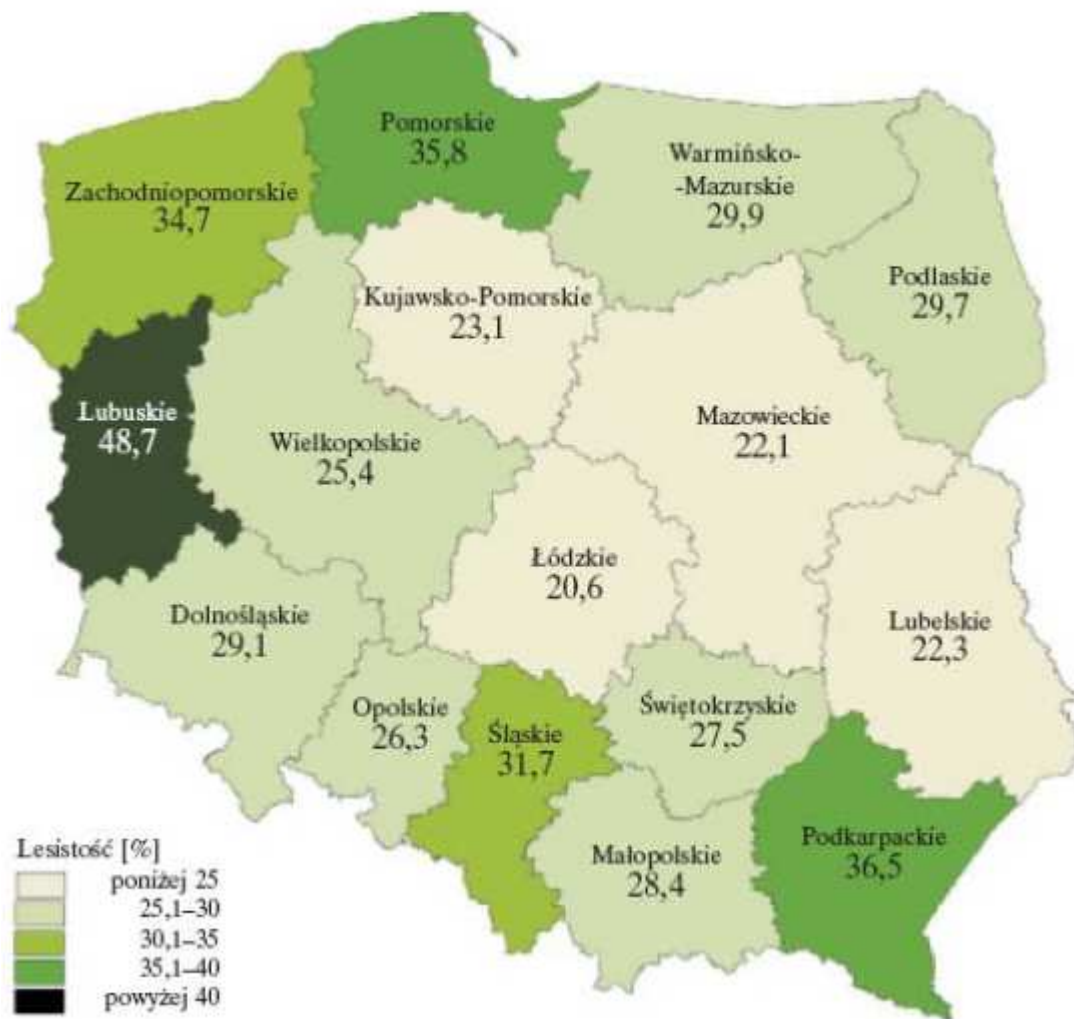 Pomorskie
35,8
Warmińsko-
-Mazurskie
29,9
Zachodniopomorskie
34,7
Podlaskie
29,7
Kujawsko-Pomorskie
23,1
Lubuskie
48,7
Wielkopolskie
25,4
Mazowieckie
22,1
Łódzkie
20,6
Lubelskie
22,3
Dolnośląskie
29,1
Opolskie
26,3
Śląskie
31,7
Świętokrzyskie
27,5
Małopolskie
28,4
Podkarpackie
36,5
Lesistość [%]
poniżej 25
25,1–30
30,1–35
35,1–40
powyżej 40